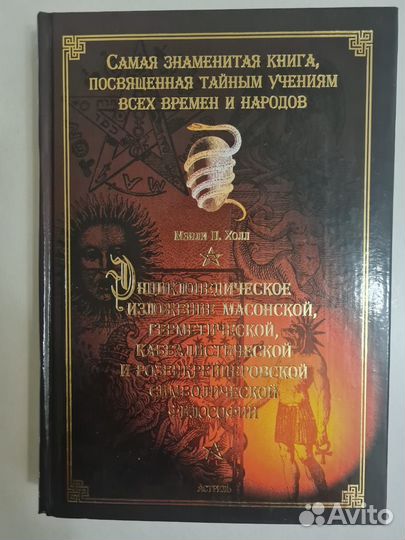 Самая знаменитая книга,
посвященная тайным учениям
всех времен и народов
Мэнли П. Холл
Энциклопедическое
изложение масонской,
герметической,
каббалистической
и розенкрейцеровской
символической
философии
Астрель
Avito